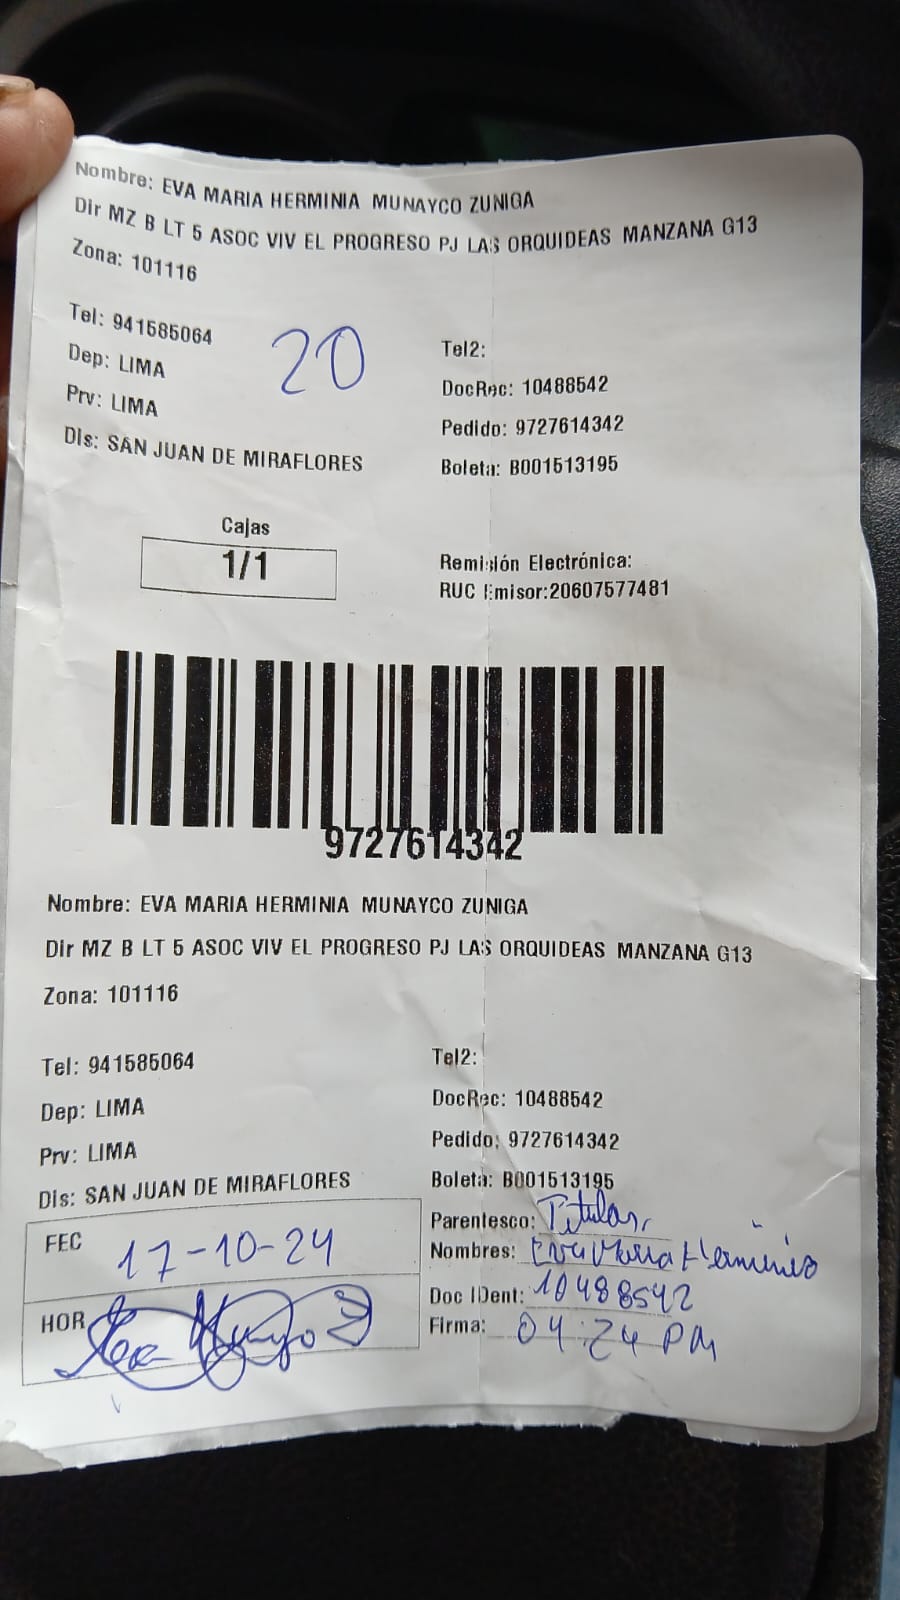 Nombre: EVA MARIA HERMINIA MUNAYCO ZUNIGA
Dir MZ B LT 5 ASOC VIV EL PROGRESO PJ LAS ORQUIDEAS MANZANA G13
Zona: 101116
Tel: 941585064
20
Tel2:
Dep: LIMA
DocRec: 10488542
Prv: LIMA
Pedido: 9727614342
Dis: SAN JUAN DE MIRAFLORES
Boleta: B001513195
Cajas
1/1
Remisión Electrónica:
RUC Emisor:20607577481
9727614342
Nombre: EVA MARIA HERMINIA MUNAYCO ZUNIGA
Dir MZ B LT 5 ASOC VIV EL PROGRESO PJ LAS ORQUIDEAS MANZANA G13
Zona: 101116
Tel: 941585064
Tel2:
Dep: LIMA
DocRec: 10488542
Prv: LIMA
Pedido: 9727614342
Dis: SAN JUAN DE MIRAFLORES
Boleta: B001513195
FEC 17-10-24
Parentesco: Titular
Nombres: Eva Maria Herminia
Doc IDent: 10488542
HOR
Firma: 04:24 PM